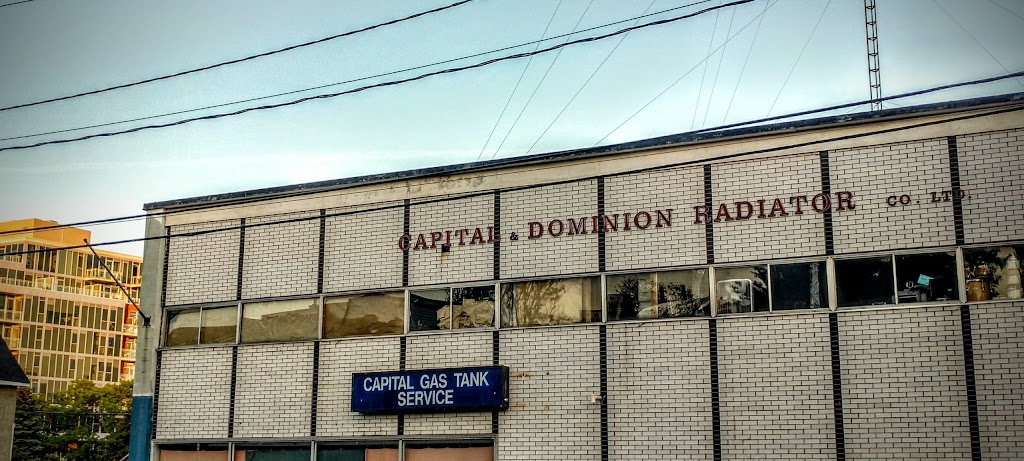 CAPITAL & DOMINION RADIATOR CO. LTD.
CAPITAL GAS TANK
SERVICE